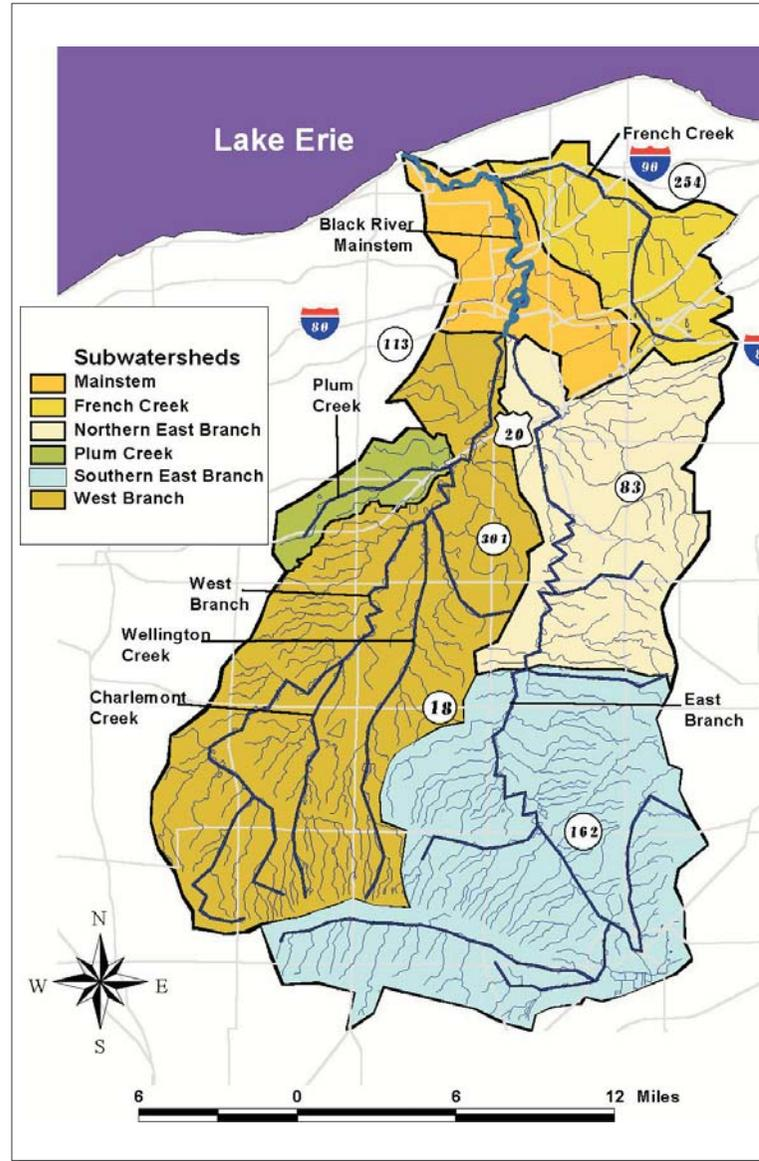 Lake Erie
French Creek
90
254
Black River
Mainstem
80
113
Subwatersheds
Mainstem
French Creek
Northern East Branch
Plum Creek
Southern East Branch
West Branch
Plum
Creek
20
83
301
West
Branch
Wellington
Creek
Charlemont
Creek
18
East
Branch
162
N
W
E
S
6
0
6
12 Miles